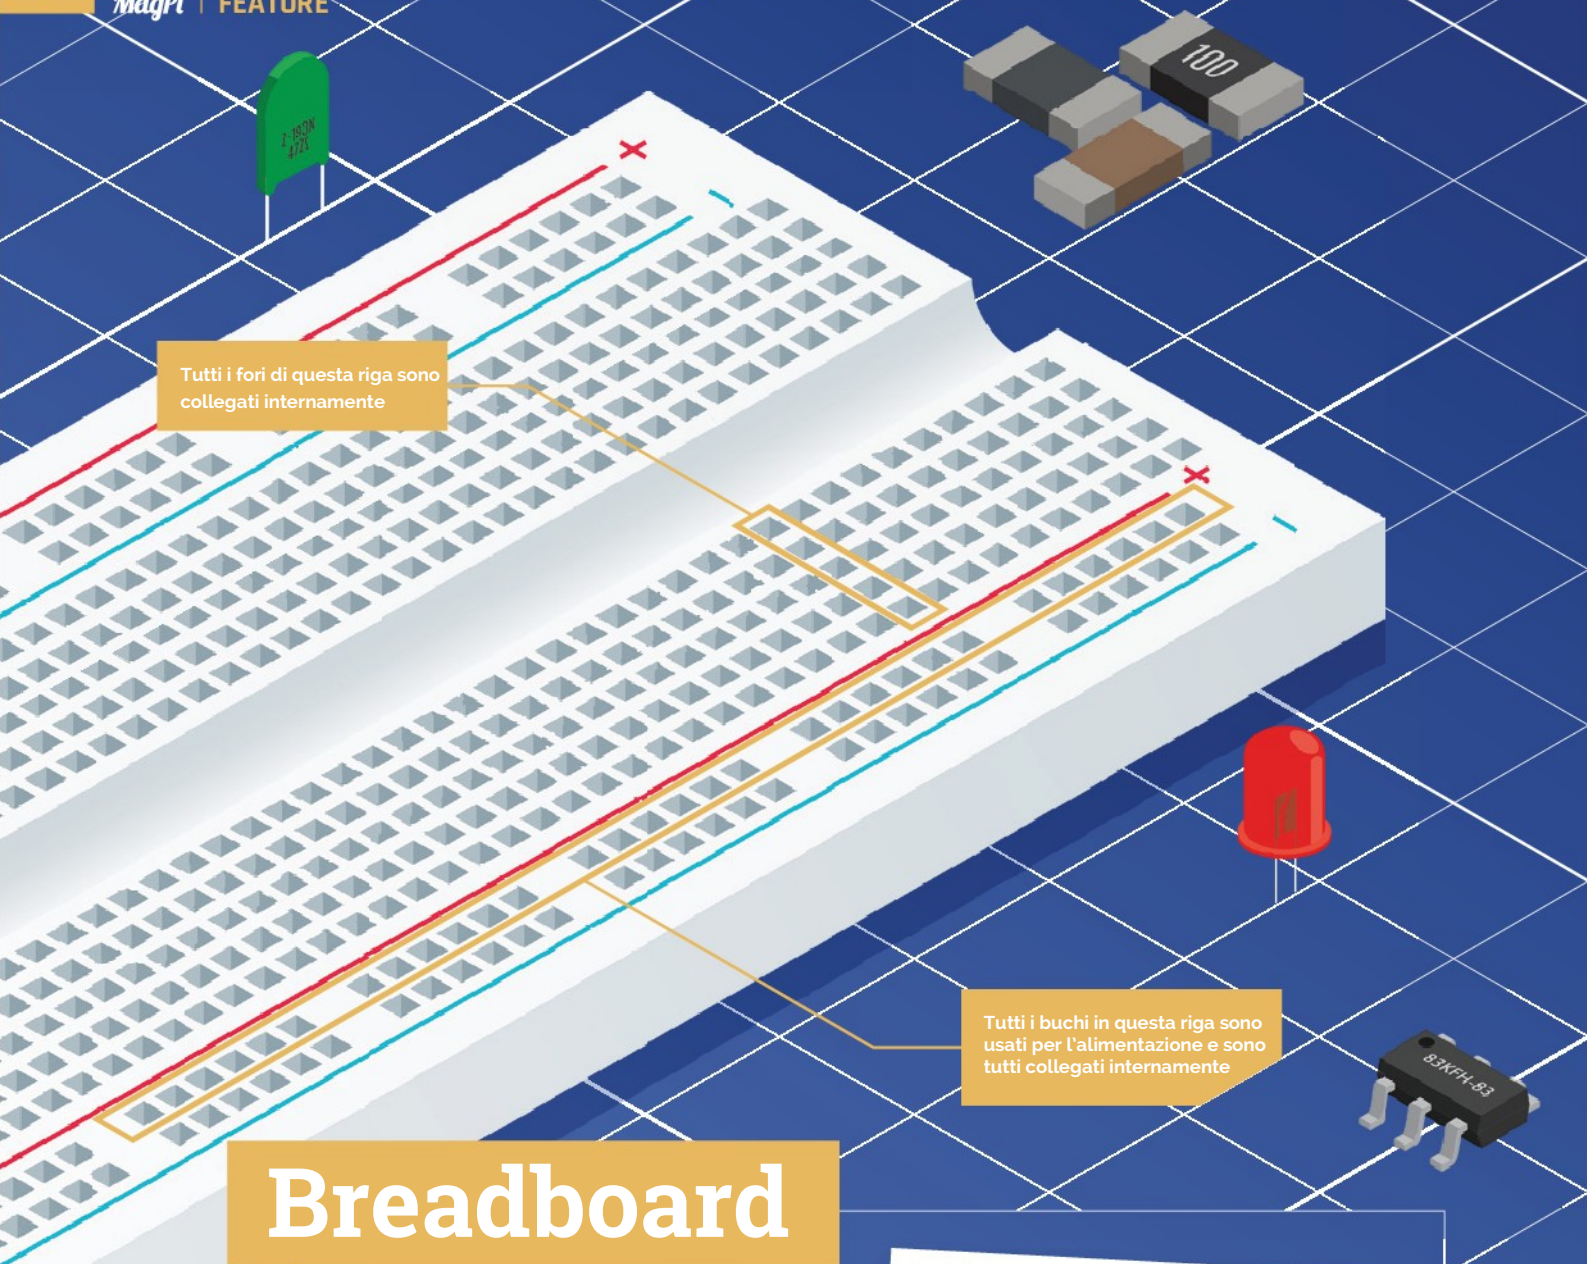 MagPi | FEATURE
100
Tutti i fori di questa riga sono
collegati internamente
Tutti i buchi in questa riga sono
usati per l'alimentazione e sono
tutti collegati internamente
83KFH-83
Breadboard